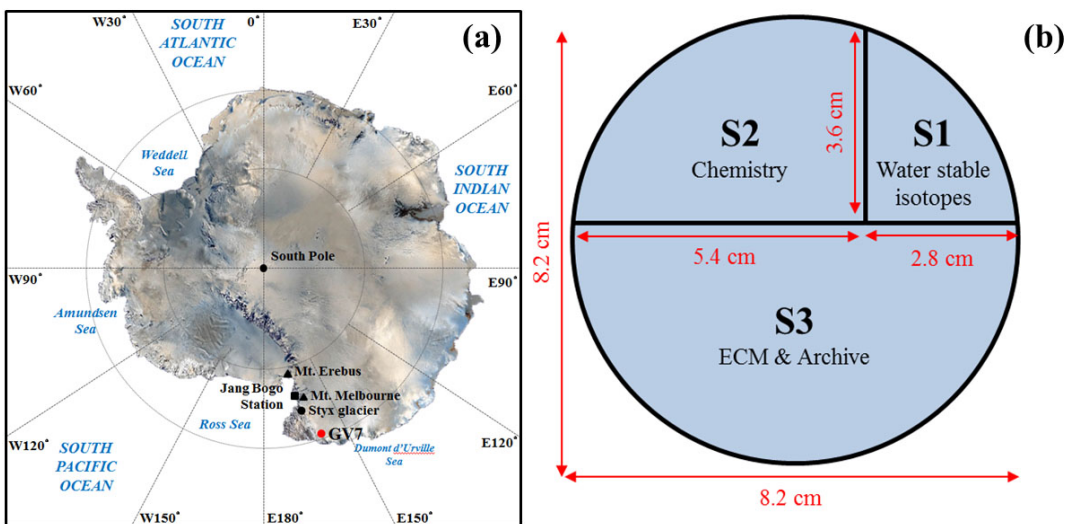 W30°
SOUTH
ATLANTIC
OCEAN
0°
E30°
(a)
W60°
E60°
Weddell
Sea
SOUTH
INDIAN
OCEAN
South Pole
W90°
E90°
Amundsen
Sea
Mt. Erebus
Jang Bogo
Station
Mt. Melbourne
Styx glacier
Ross Sea
GV7
Dumont d'Urville
Sea
W120°
E120°
SOUTH
PACIFIC
OCEAN
W150°
E180°
E150°
(b)
S2
Chemistry
3.6 cm
S1
Water stable
isotopes
8.2 cm
5.4 cm
2.8 cm
S3
ECM & Archive
8.2 cm